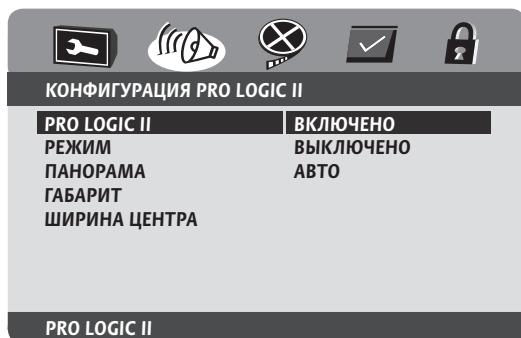 КОНФИГУРАЦИЯ PRO LOGIC II
PRO LOGIC II ВКЛЮЧЕНО
РЕЖИМ ВЫКЛЮЧЕНО
ПАНОРАМА АВТО
ГАБАРИТ
ШИРИНА ЦЕНТРА
PRO LOGIC II